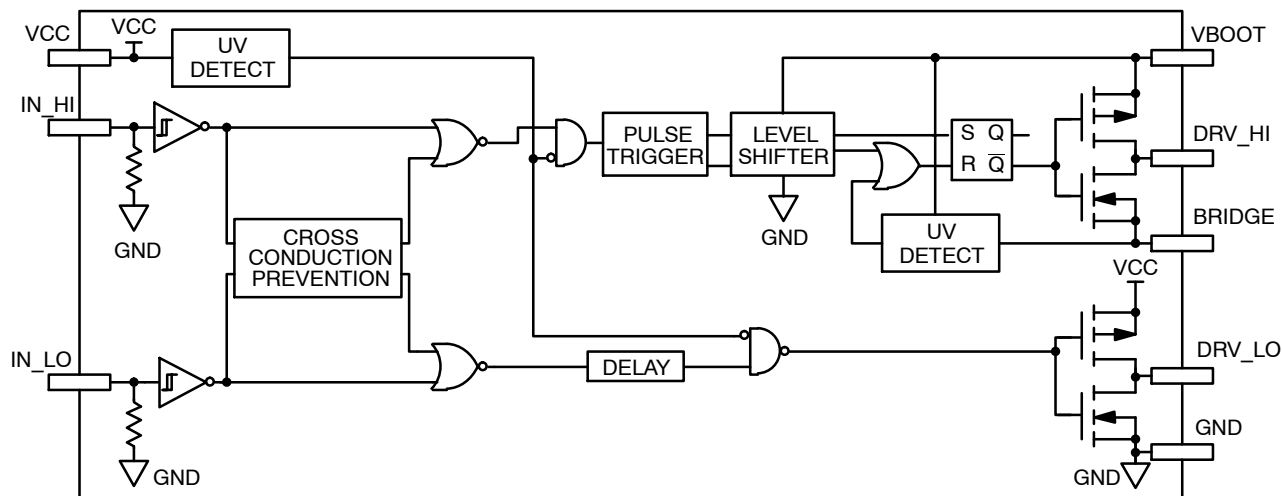 VCC
VCC
UV
DETECT
VBOOT
IN_HI
PULSE
TRIGGER
LEVEL
SHIFTER
S Q
R Q̅
DRV_HI
GND
GND
UV
DETECT
BRIDGE
CROSS
CONDUCTION
PREVENTION
VCC
IN_LO
DELAY
DRV_LO
GND
GND
GND